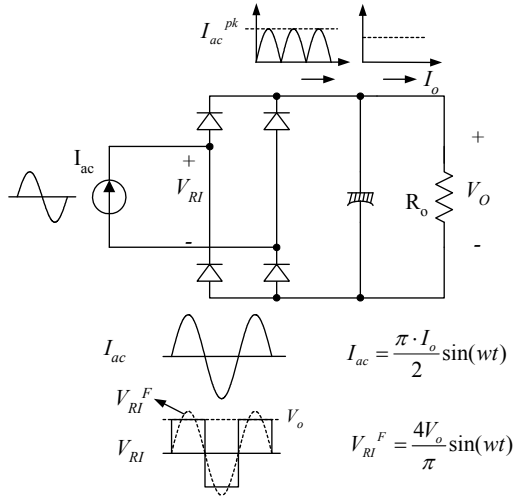 I_ac^pk
I_o
I_ac
+
V_RI
-
R_o
+
V_O
-
I_ac
I_ac = π · I_o / 2 sin(wt)
V_RI^F
V_o
V_RI
V_RI^F = 4V_o / π sin(wt)